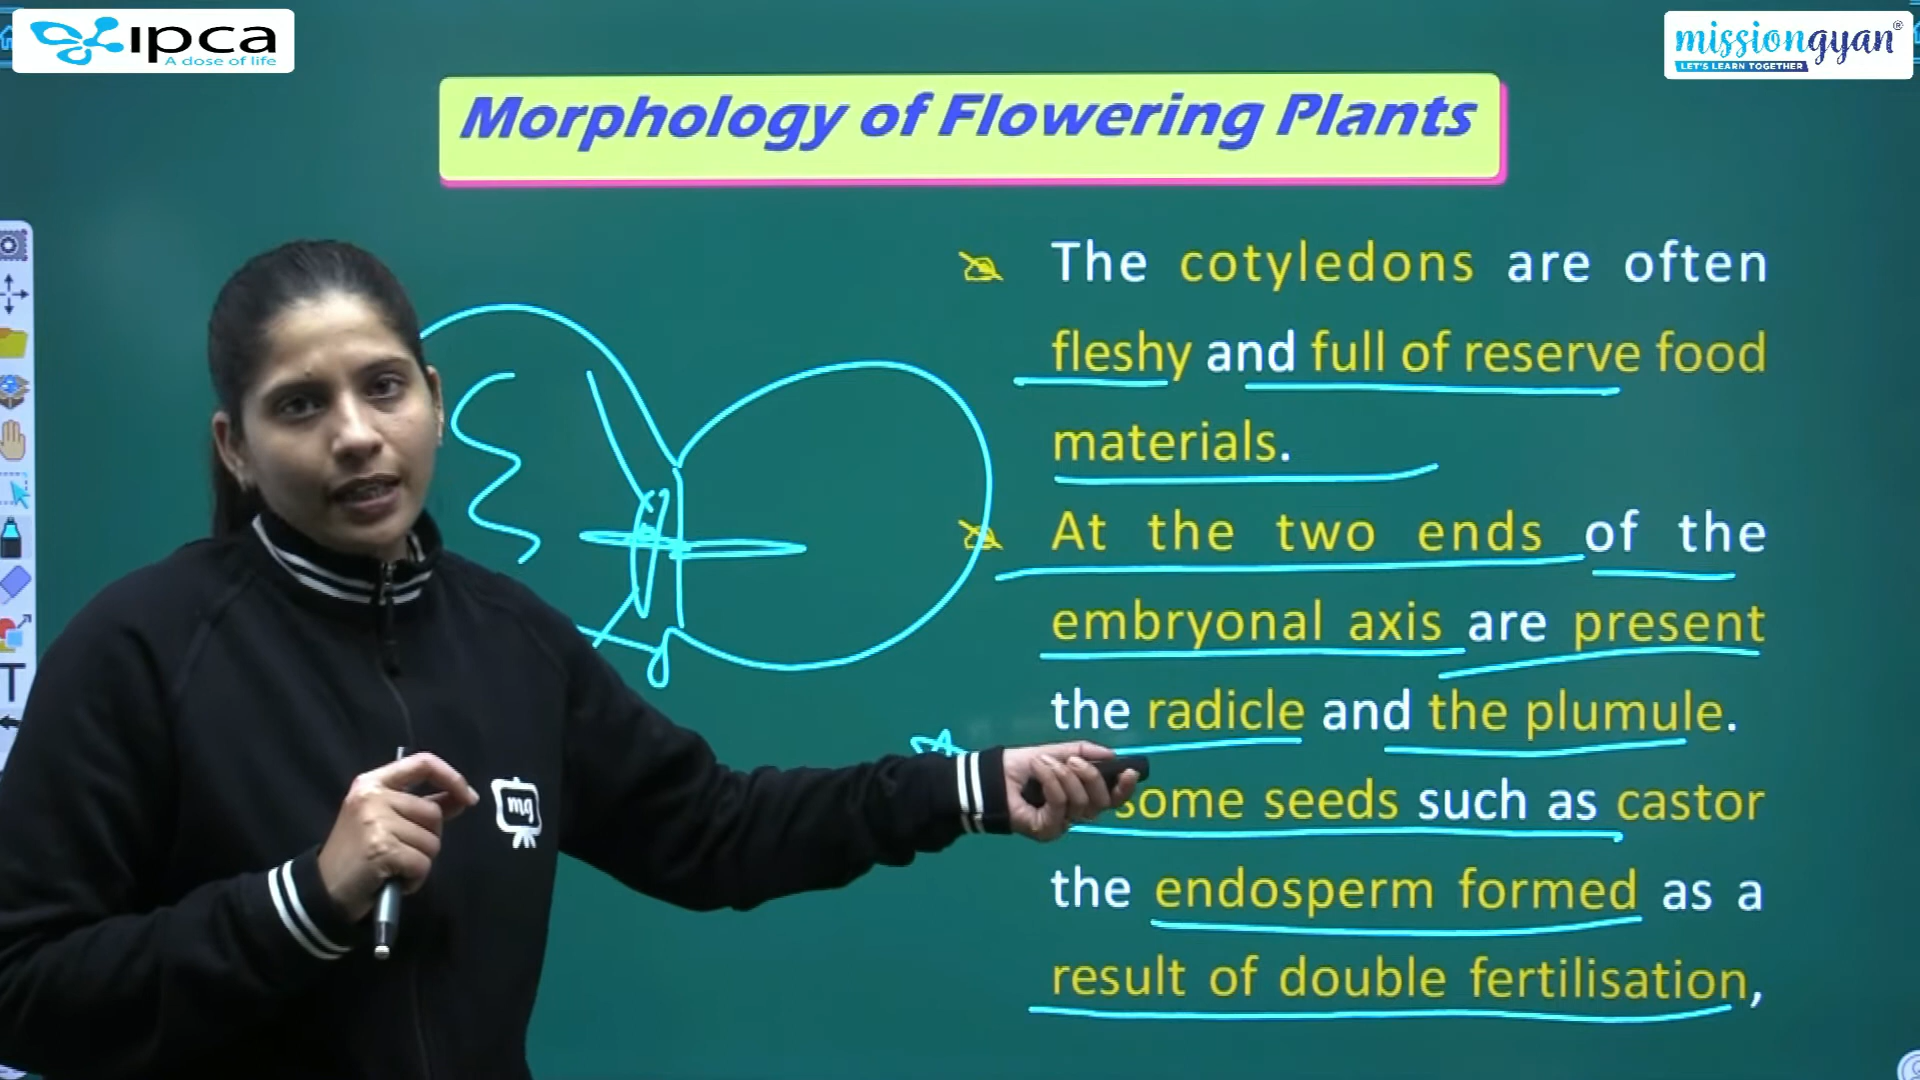 ipca
A dose of life
missiongyan®
LET'S LEARN TOGETHER
Morphology of Flowering Plants
The cotyledons are often
fleshy and full of reserve food
materials.
At the two ends of the
embryonal axis are present
the radicle and the plumule.
some seeds such as castor
the endosperm formed as a
result of double fertilisation,
mg
T